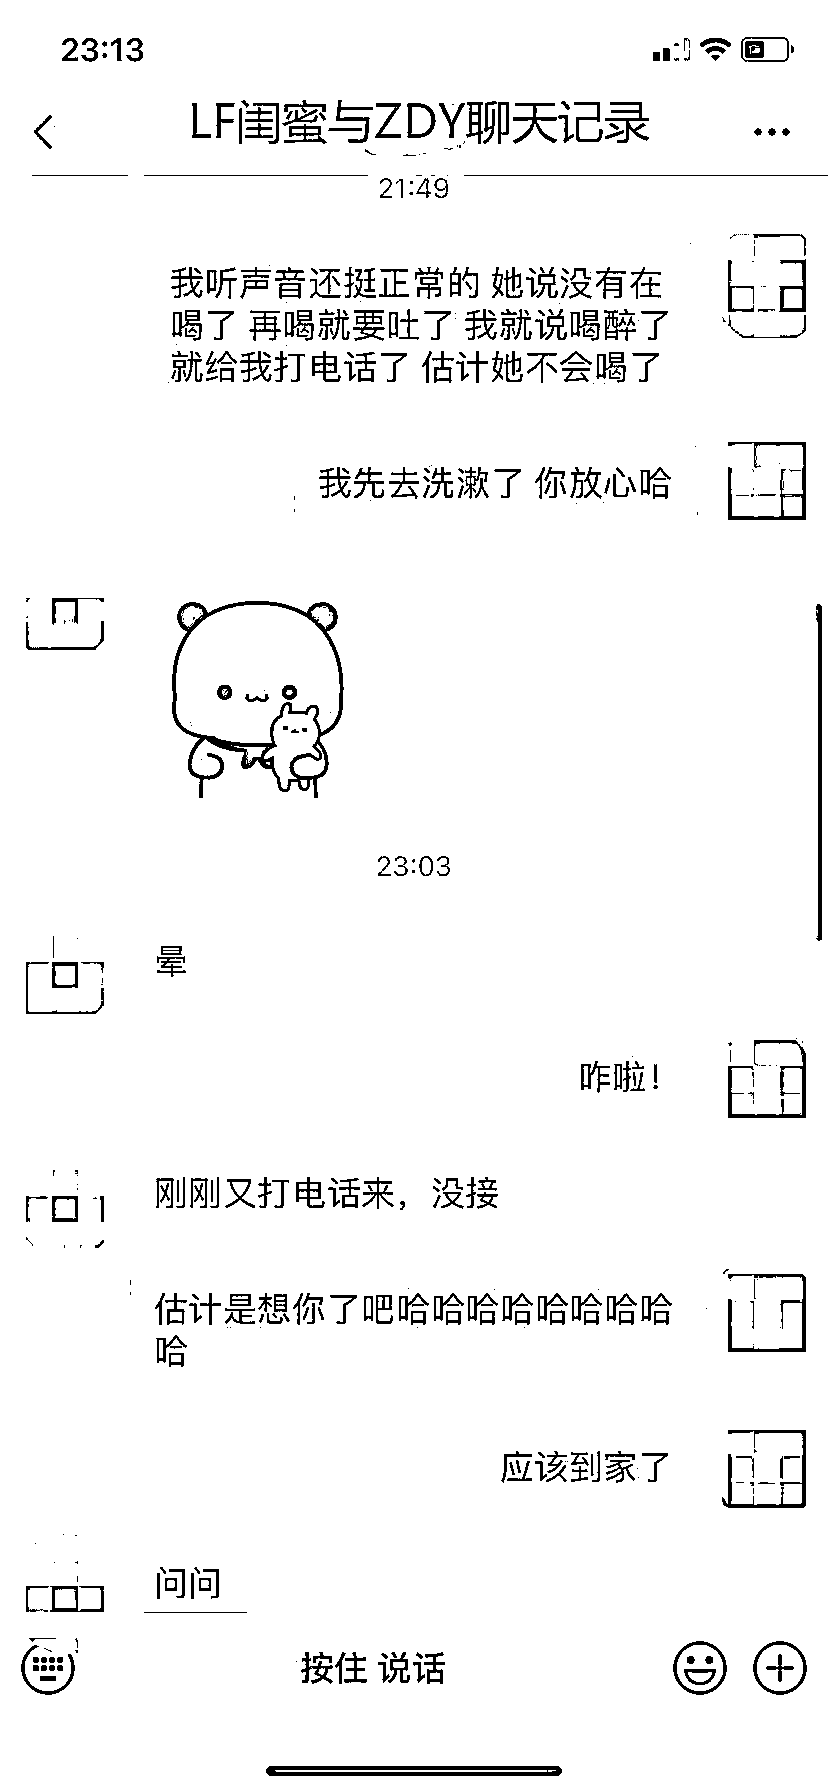 23:13
LF闺蜜与ZDY聊天记录
21:49
我听声音还挺正常的 她说没有在
喝了 再喝就要吐了 我就说喝醉了
就给我打电话了 估计她不会喝了
我先去洗漱了 你放心哈
23:03
晕
咋啦!
刚刚又打电话来，没接
估计是想你了吧哈哈哈哈哈哈哈哈
哈
应该到家了
问问
按住 说话